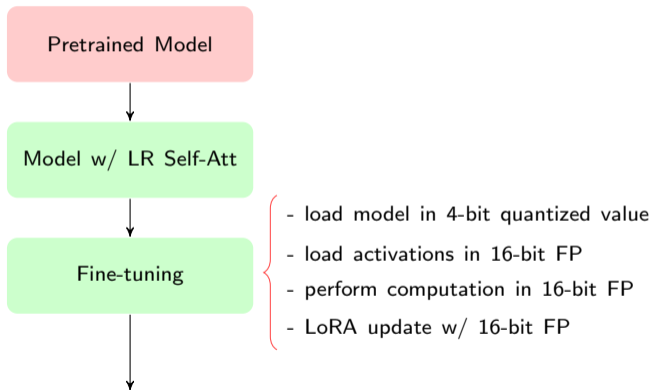 Pretrained Model
Model w/ LR Self-Att
Fine-tuning
- load model in 4-bit quantized value
- load activations in 16-bit FP
- perform computation in 16-bit FP
- LoRA update w/ 16-bit FP